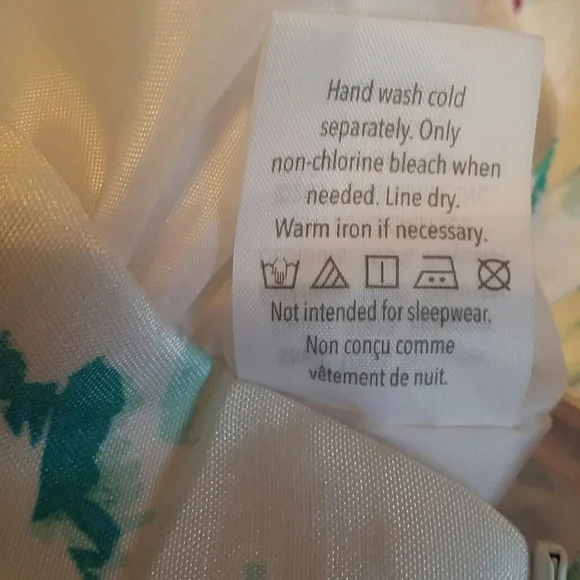 Hand wash cold
separately. Only
non-chlorine bleach when
needed. Line dry.
Warm iron if necessary.
Not intended for sleepwear.
Non conçu comme
vêtement de nuit.